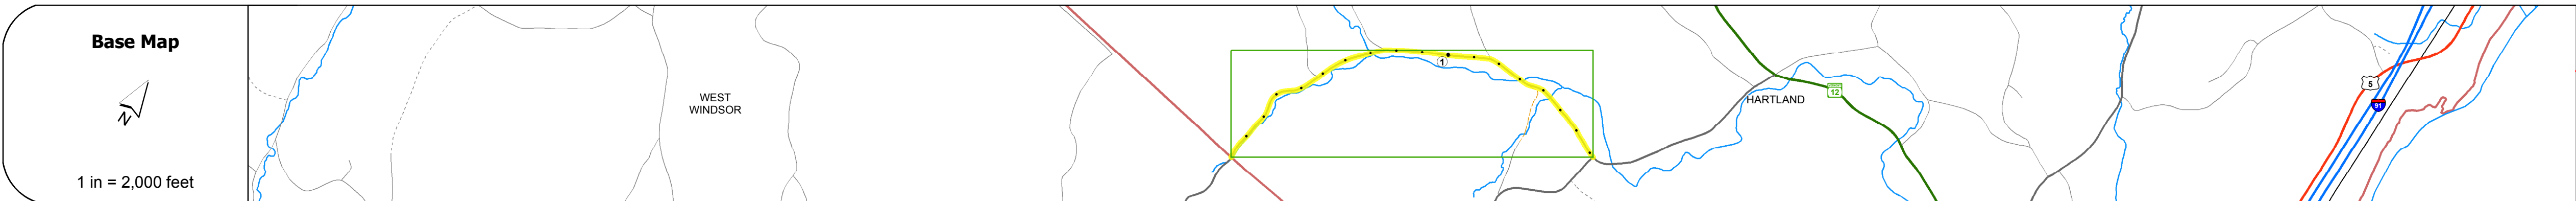 Base Map
N
1 in = 2,000 feet
WEST
WINDSOR
1
HARTLAND
12
5
91